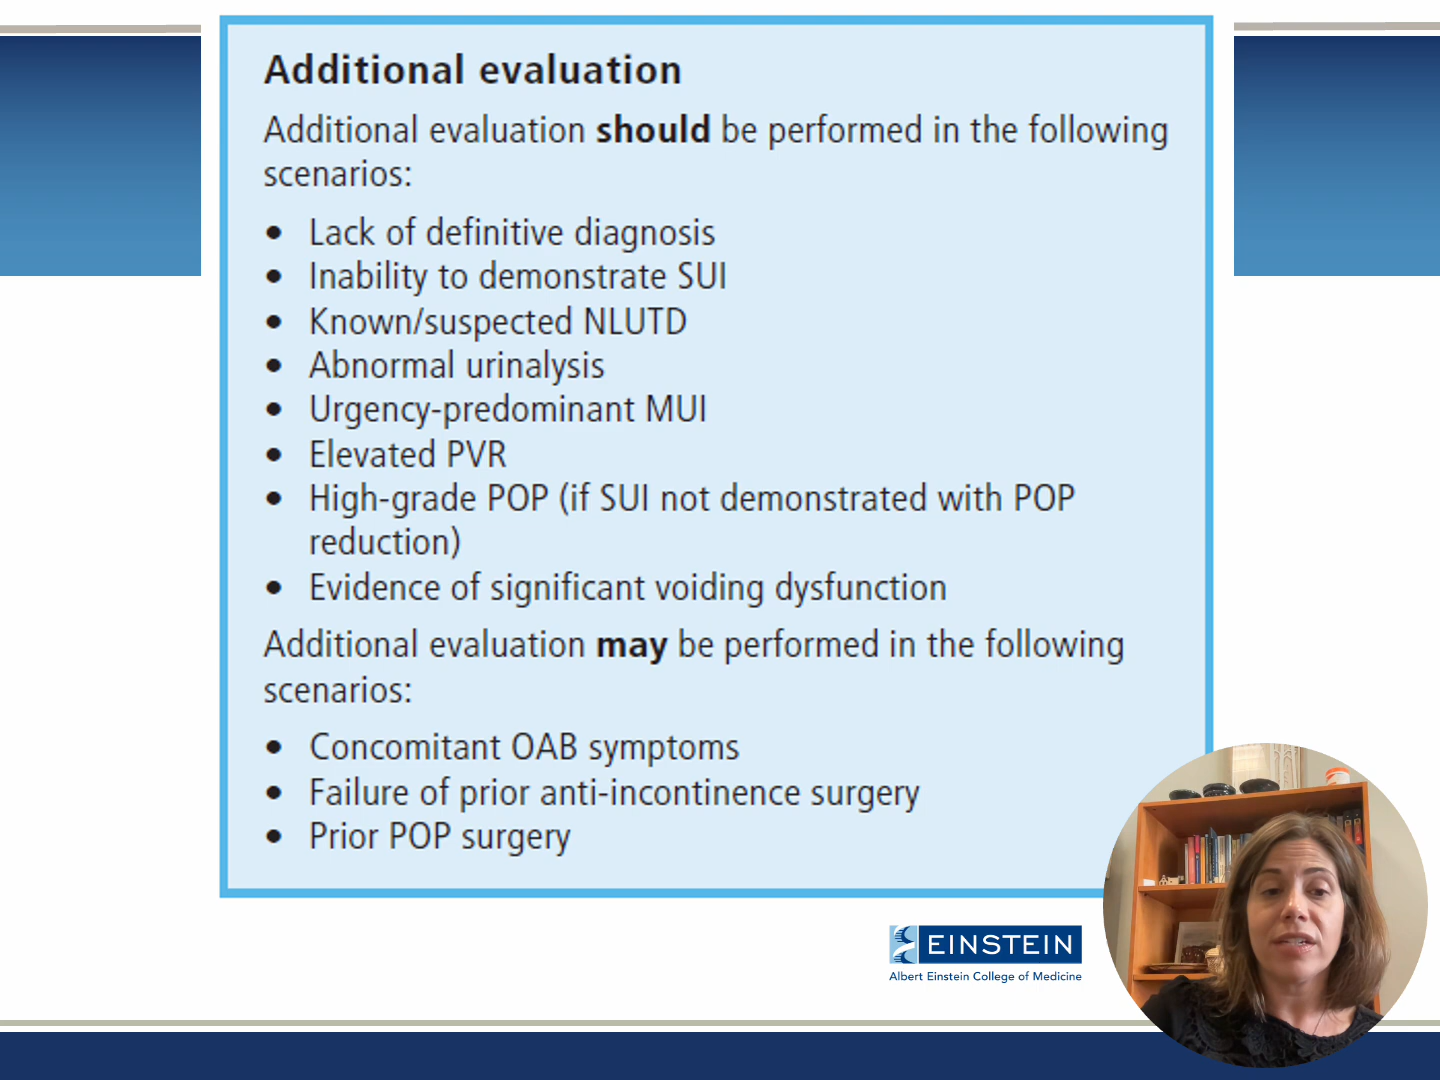 Additional evaluation
Additional evaluation should be performed in the following
scenarios:
• Lack of definitive diagnosis
• Inability to demonstrate SUI
• Known/suspected NLUTD
• Abnormal urinalysis
• Urgency-predominant MUI
• Elevated PVR
• High-grade POP (if SUI not demonstrated with POP
reduction)
• Evidence of significant voiding dysfunction
Additional evaluation may be performed in the following
scenarios:
• Concomitant OAB symptoms
• Failure of prior anti-incontinence surgery
• Prior POP surgery
EINSTEIN
Albert Einstein College of Medicine